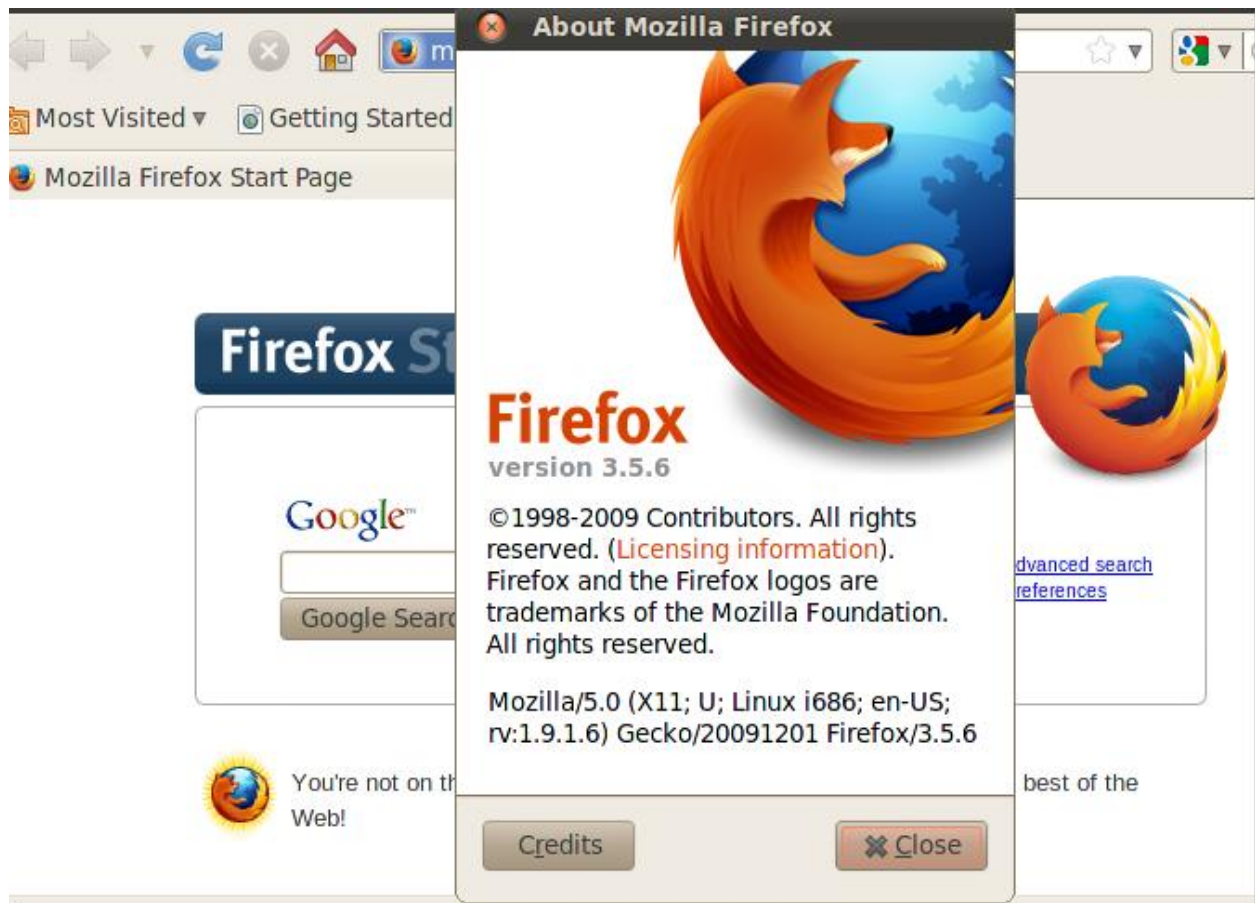 About Mozilla Firefox
m
Most Visited
Getting Started
Mozilla Firefox Start Page
Firefox
Firefox
version 3.5.6
Google™
©1998-2009 Contributors. All rights
reserved. (Licensing information).
Firefox and the Firefox logos are
trademarks of the Mozilla Foundation.
All rights reserved.
dvanced search
references
Google Searc
Mozilla/5.0 (X11; U; Linux i686; en-US;
rv:1.9.1.6) Gecko/20091201 Firefox/3.5.6
You're not on th
best of the
Web!
Credits
Close